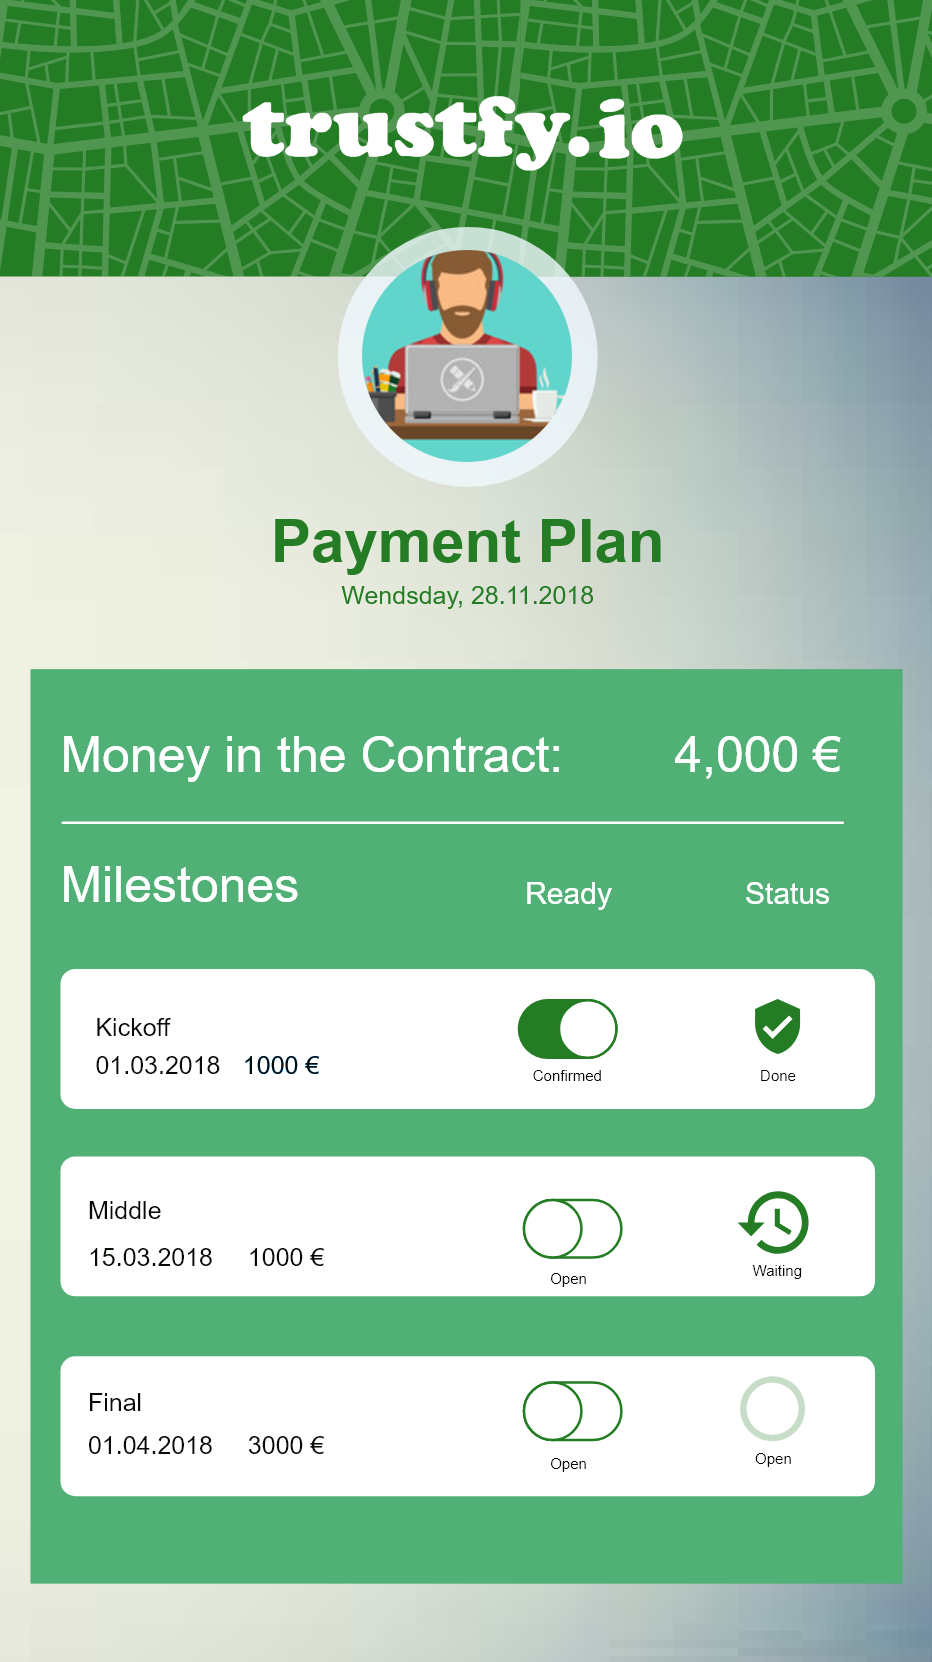 trustfy.io
Payment Plan
Wendsday, 28.11.2018
Money in the Contract: 4,000 €
Milestones Ready Status
Kickoff
01.03.2018 1000 €
Confirmed Done
Middle
15.03.2018 1000 €
Open Waiting
Final
01.04.2018 3000 €
Open Open